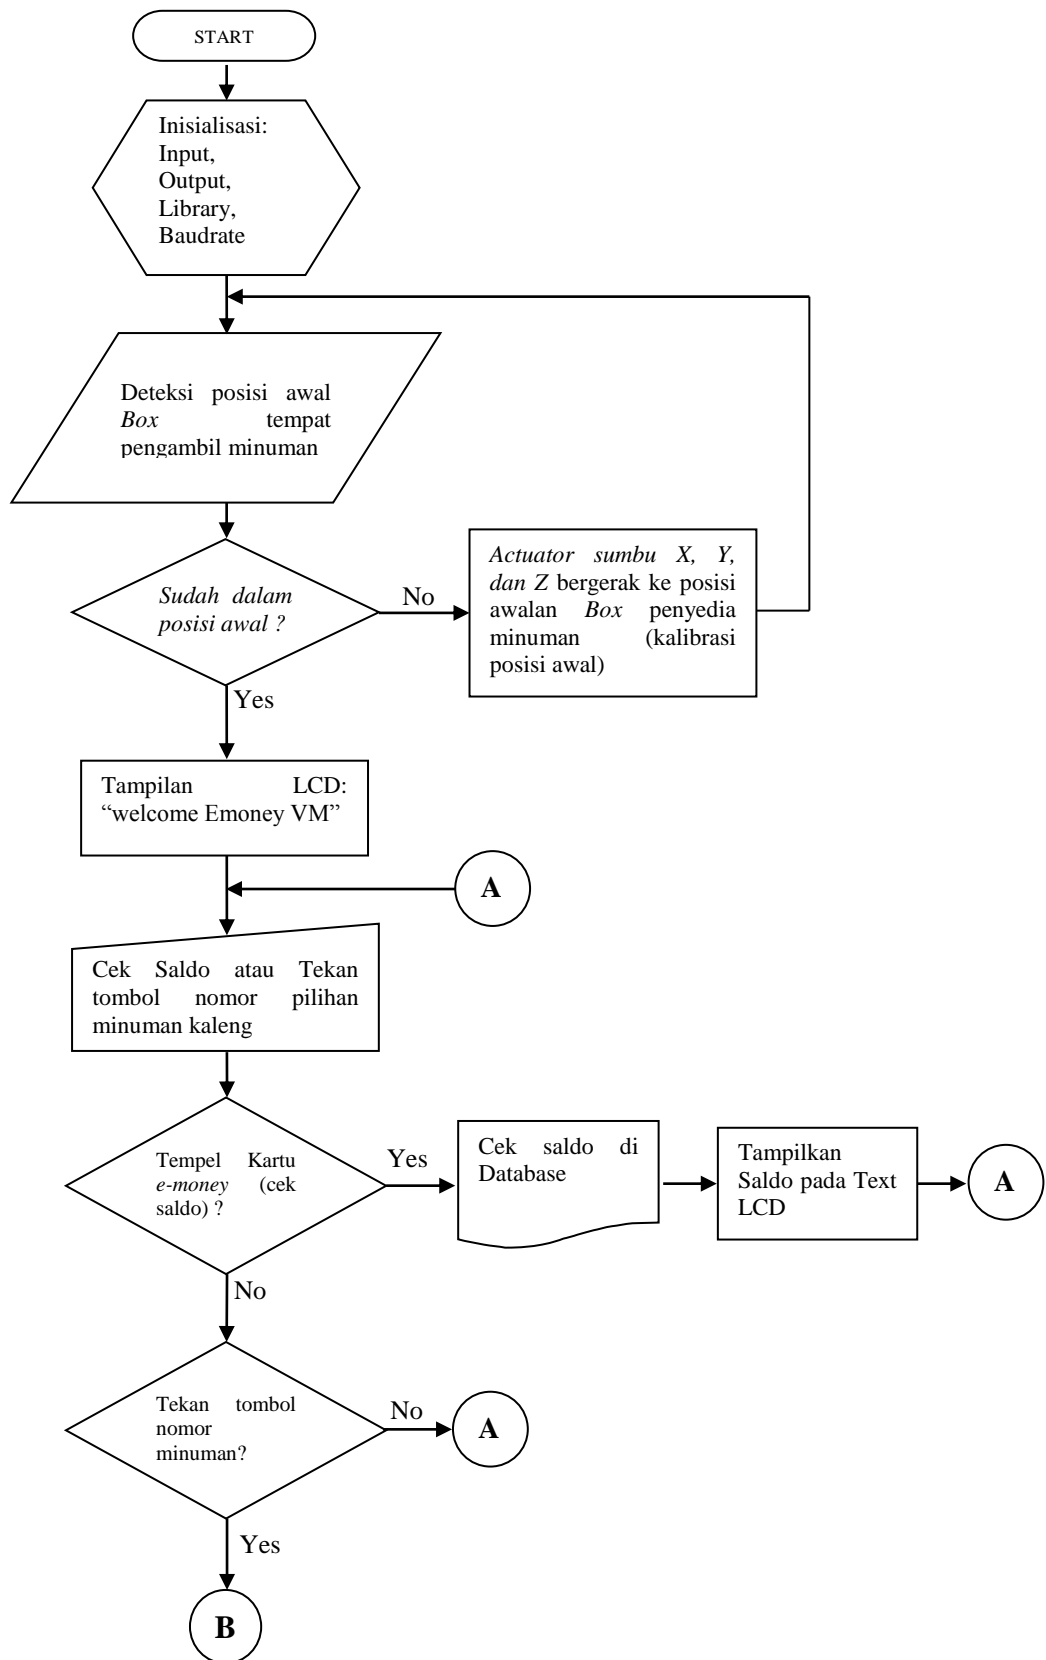 START
Inisialisasi:
Input,
Output,
Library,
Baudrate
Deteksi posisi awal
Box tempat
pengambil minuman
Sudah dalam
posisi awal ?
No
Actuator sumbu X, Y,
dan Z bergerak ke posisi
awalan Box penyedia
minuman (kalibrasi
posisi awal)
Yes
Tampilan LCD:
“welcome Emoney VM”
A
Cek Saldo atau Tekan
tombol nomor pilihan
minuman kaleng
Tempel Kartu
e-money (cek
saldo) ?
Yes
Cek saldo di
Database
Tampilkan
Saldo pada Text
LCD
A
No
Tekan tombol
nomor
minuman?
No
A
Yes
B